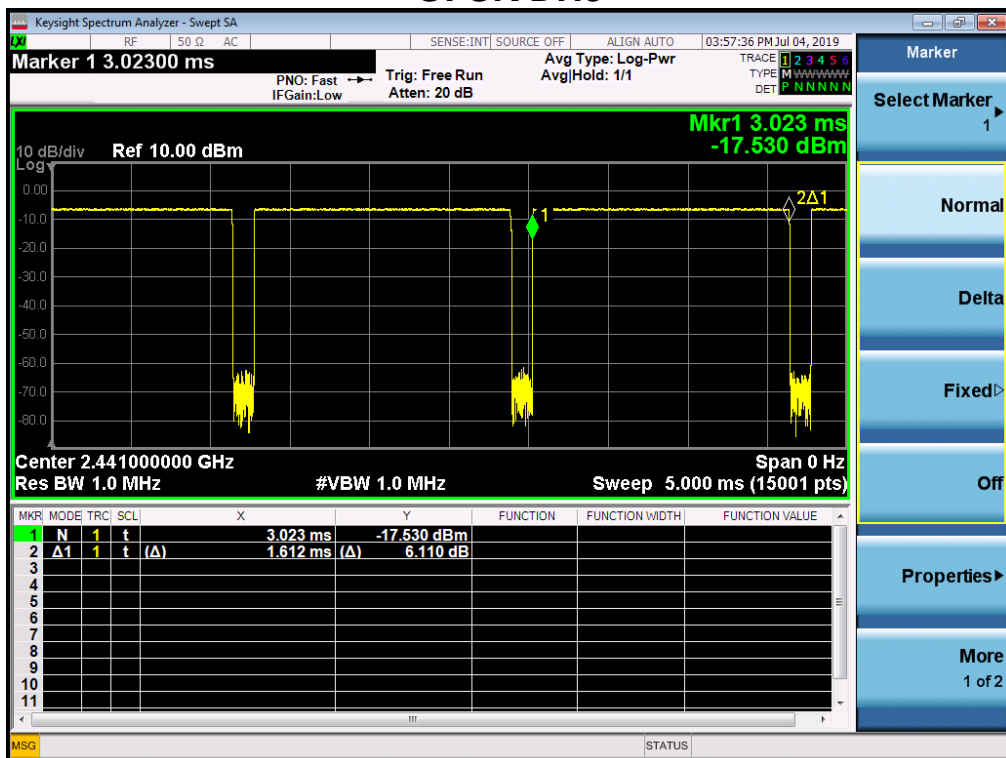 Keysight Spectrum Analyzer - Swept SA
LXI RF 50 Ω AC SENSE:INT SOURCE OFF ALIGN AUTO 03:57:36 PM Jul 04, 2019
Marker 1 3.02300 ms
PNO: Fast
IFGain:Low
Trig: Free Run
Atten: 20 dB
Avg Type: Log-Pwr
Avg|Hold: 1/1
TRACE 1 2 3 4 5 6
TYPE M WWWWW
DET P N N N N N
Mkr1 3.023 ms
-17.530 dBm
10 dB/div Ref 10.00 dBm
Log
0.00
-10.0
-20.0
-30.0
-40.0
-50.0
-60.0
-70.0
-80.0
1
2Δ1
Center 2.441000000 GHz Span 0 Hz
Res BW 1.0 MHz #VBW 1.0 MHz Sweep 5.000 ms (15001 pts)
MKR MODE TRC SCL X Y FUNCTION FUNCTION WIDTH FUNCTION VALUE
1 N 1 t 3.023 ms -17.530 dBm
2 Δ1 1 t (Δ) 1.612 ms (Δ) 6.110 dB
3
4
5
6
7
8
9
10
11
MSG STATUS
Marker
Select Marker
1
Normal
Delta
Fixed
Off
Properties
More
1 of 2